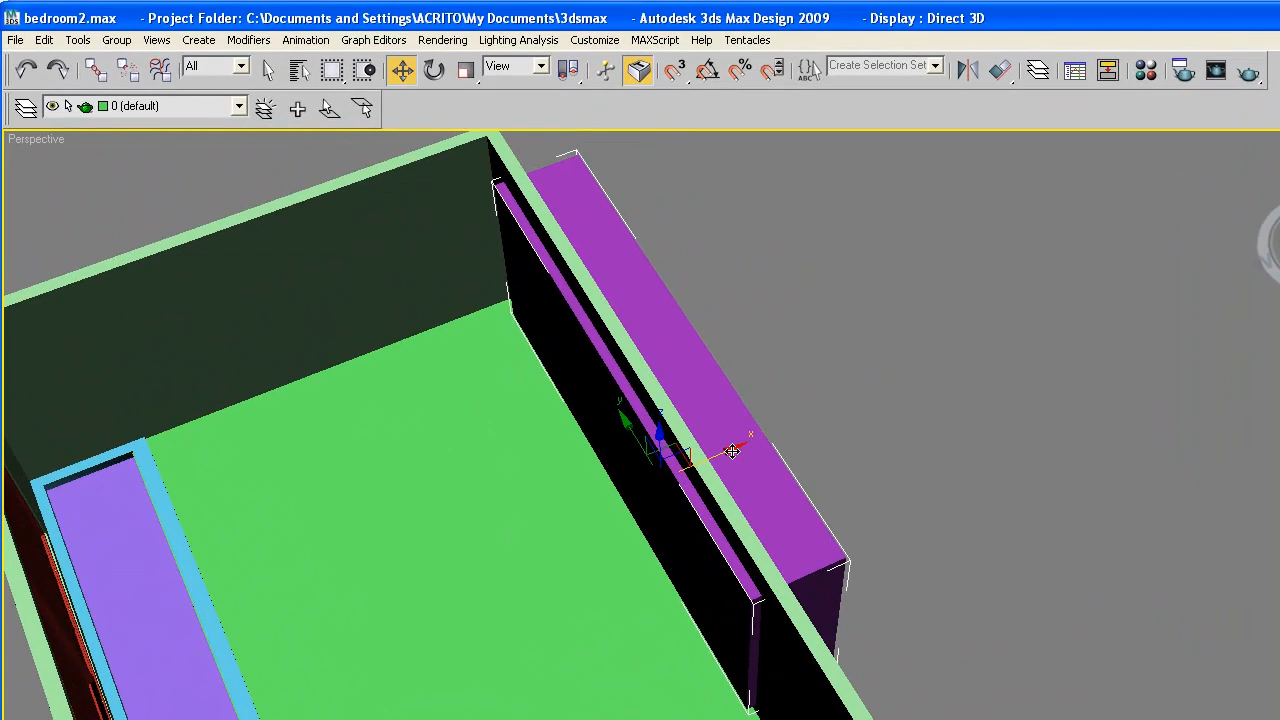 bedroom2.max - Project Folder: C:\Documents and Settings\ACRITO\My Documents\3dsmax - Autodesk 3ds Max Design 2009 - Display : Direct 3D
File Edit Tools Group Views Create Modifiers Animation Graph Editors Rendering Lighting Analysis Customize MAXScript Help Tentacles
All View 3 Create Selection Set
0 (default)
Perspective
x
y
z